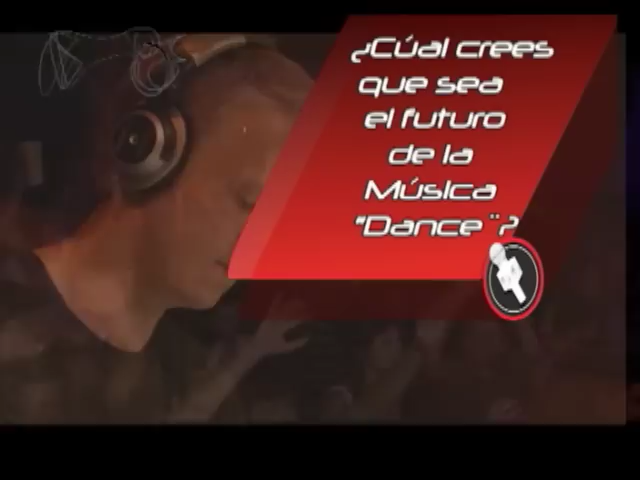 ¿Cúal crees
que sea
el futuro
de la
Música
“Dance¨?